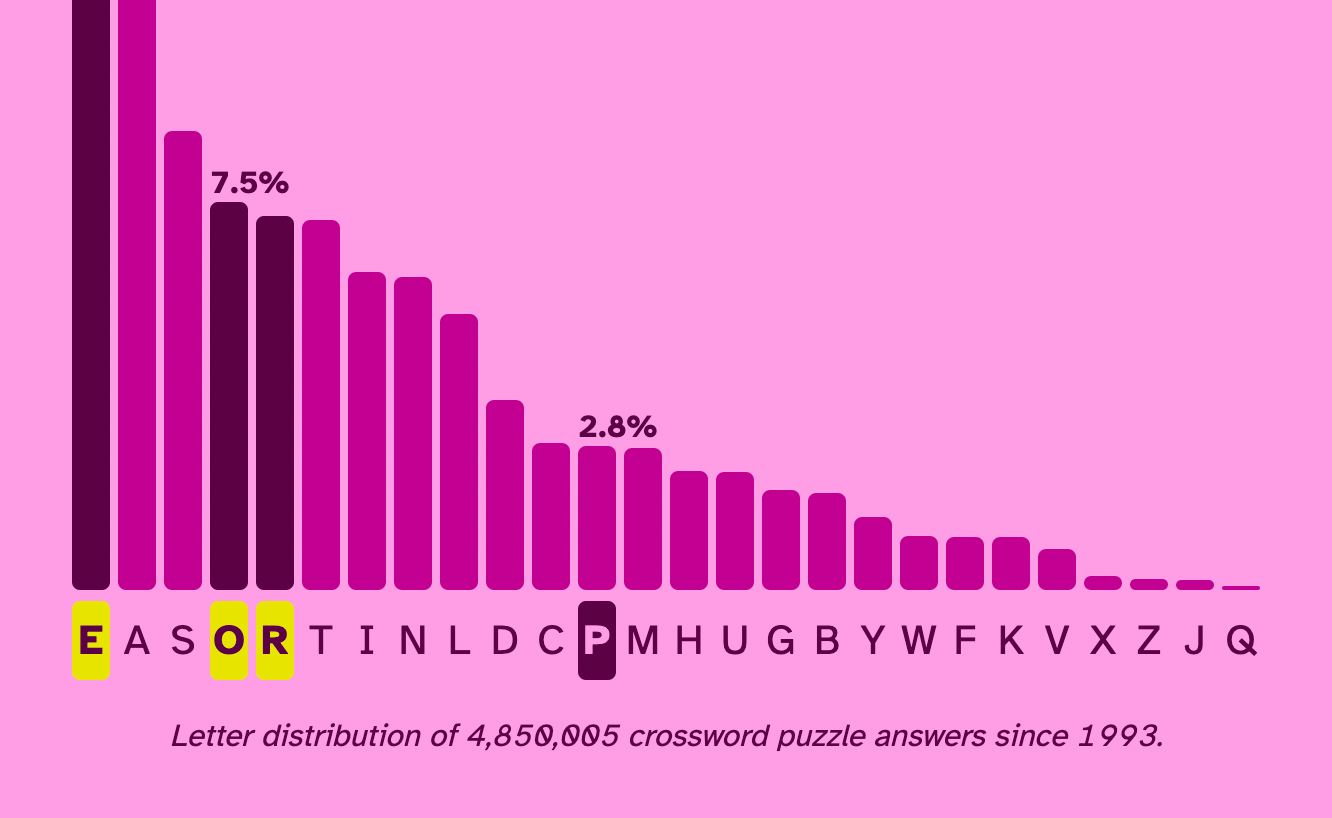 7.5%
2.8%
E A S O R T I N L D C P M H U G B Y W F K V X Z J Q
Letter distribution of 4,850,005 crossword puzzle answers since 1993.